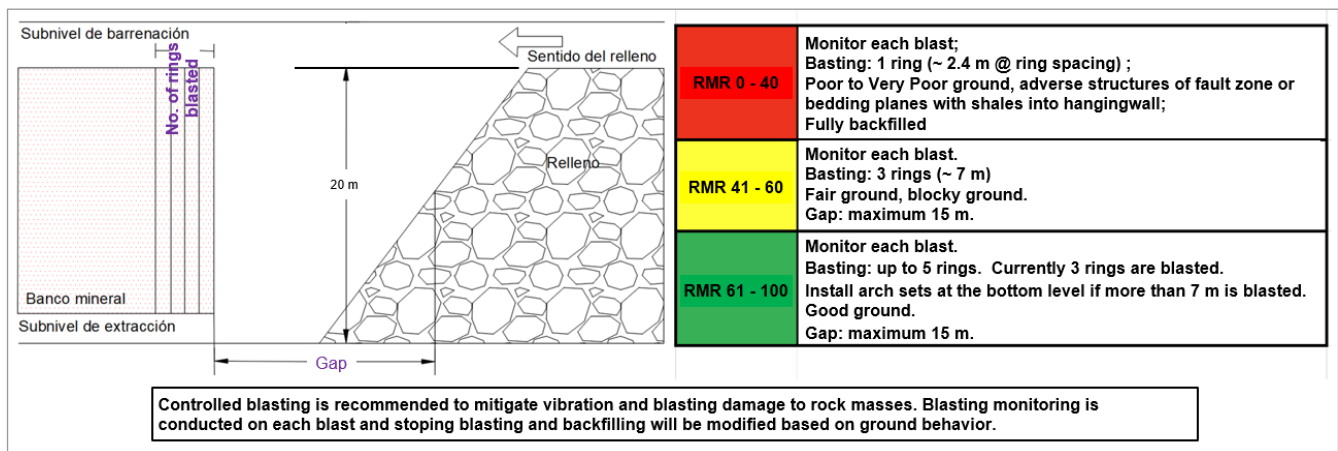 Subnivel de barrenación
No. of rings
blasted
Sentido del relleno
20 m
Relleno
Banco mineral
Subnivel de extracción
Gap
RMR 0 - 40
Monitor each blast;
Basting: 1 ring (~ 2.4 m @ ring spacing) ;
Poor to Very Poor ground, adverse structures of fault zone or
bedding planes with shales into hangingwall;
Fully backfilled
RMR 41 - 60
Monitor each blast.
Basting: 3 rings (~ 7 m)
Fair ground, blocky ground.
Gap: maximum 15 m.
RMR 61 - 100
Monitor each blast.
Basting: up to 5 rings.  Currently 3 rings are blasted.
Install arch sets at the bottom level if more than 7 m is blasted.
Good ground.
Gap: maximum 15 m.
Controlled blasting is recommended to mitigate vibration and blasting damage to rock masses. Blasting monitoring is
conducted on each blast and stoping blasting and backfilling will be modified based on ground behavior.